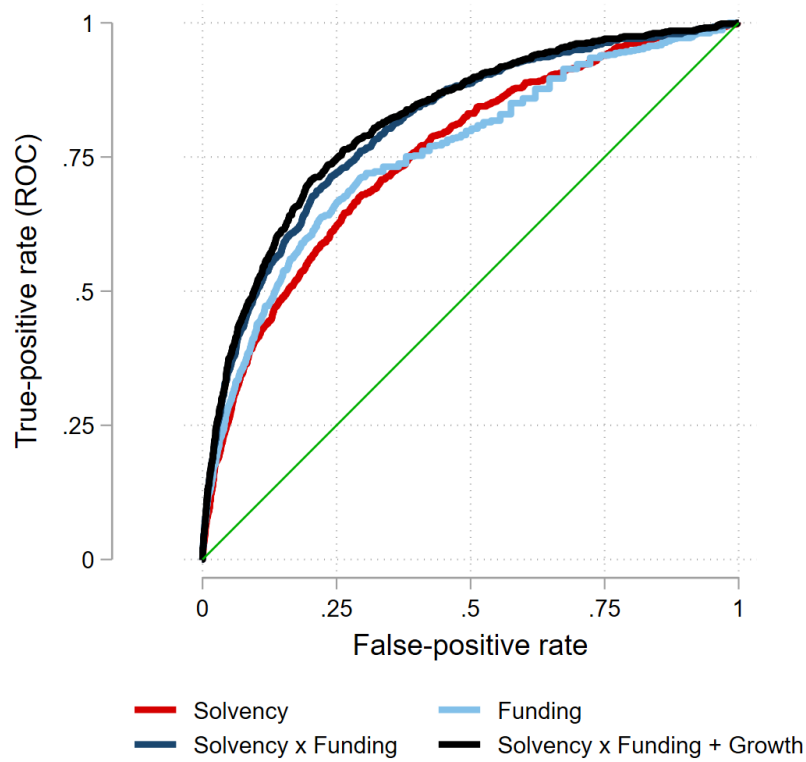 True-positive rate (ROC)
1
.75
.5
.25
0
0 .25 .5 .75 1
False-positive rate
Solvency Funding
Solvency x Funding Solvency x Funding + Growth